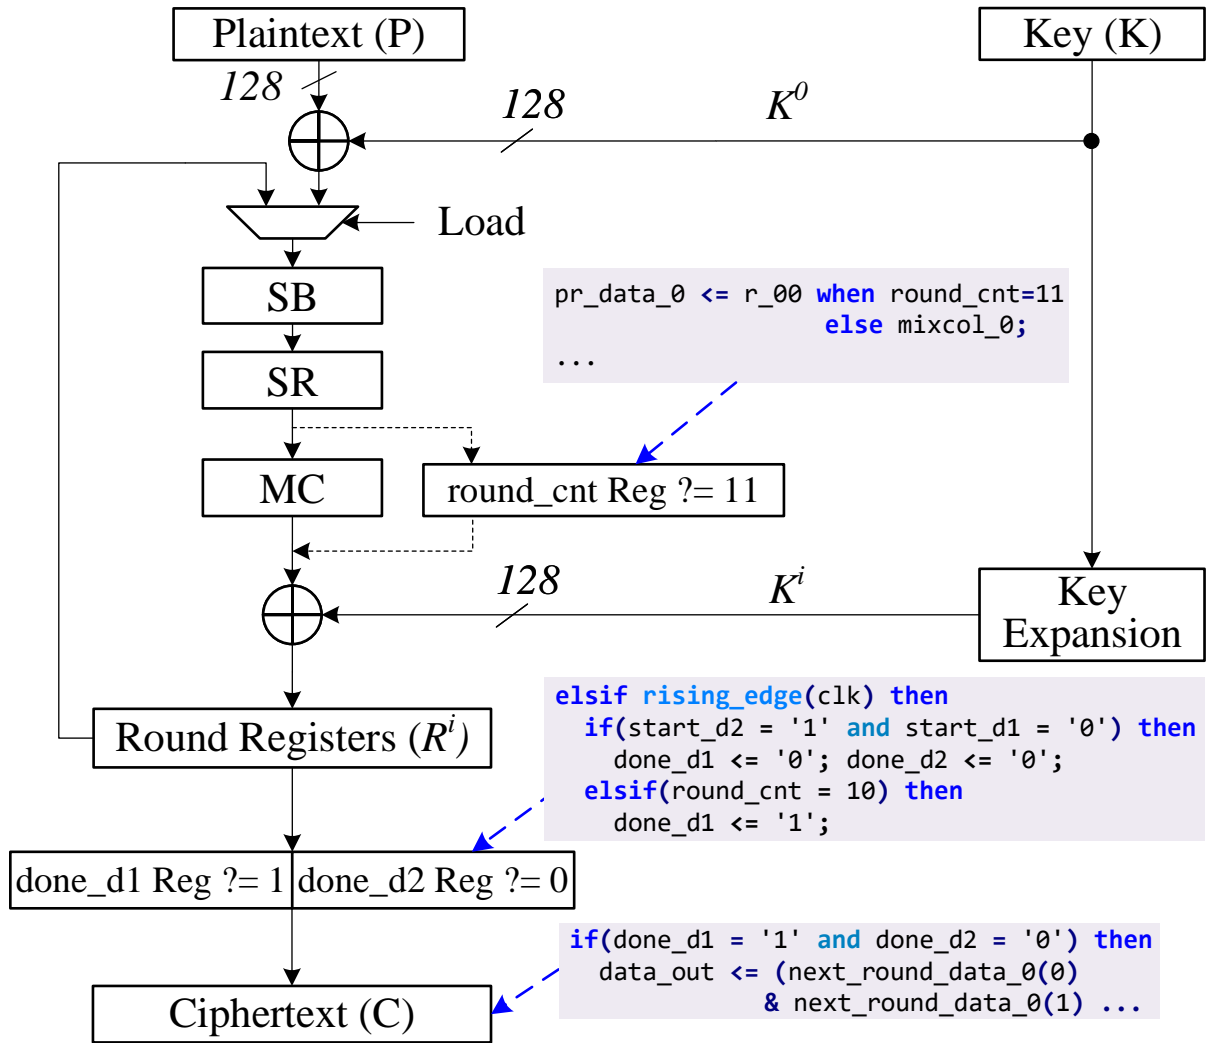 Plaintext (P)
Key (K)
128
128
K^0
Load
SB
pr_data_0 <= r_00 when round_cnt=11
else mixcol_0;
...
SR
MC
round_cnt Reg ?= 11
128
K^i
Key
Expansion
elsif rising_edge(clk) then
if(start_d2 = '1' and start_d1 = '0') then
done_d1 <= '0'; done_d2 <= '0';
elsif(round_cnt = 10) then
done_d1 <= '1';
Round Registers (R^i)
done_d1 Reg ?= 1
done_d2 Reg ?= 0
if(done_d1 = '1' and done_d2 = '0') then
data_out <= (next_round_data_0(0)
& next_round_data_0(1) ...
Ciphertext (C)